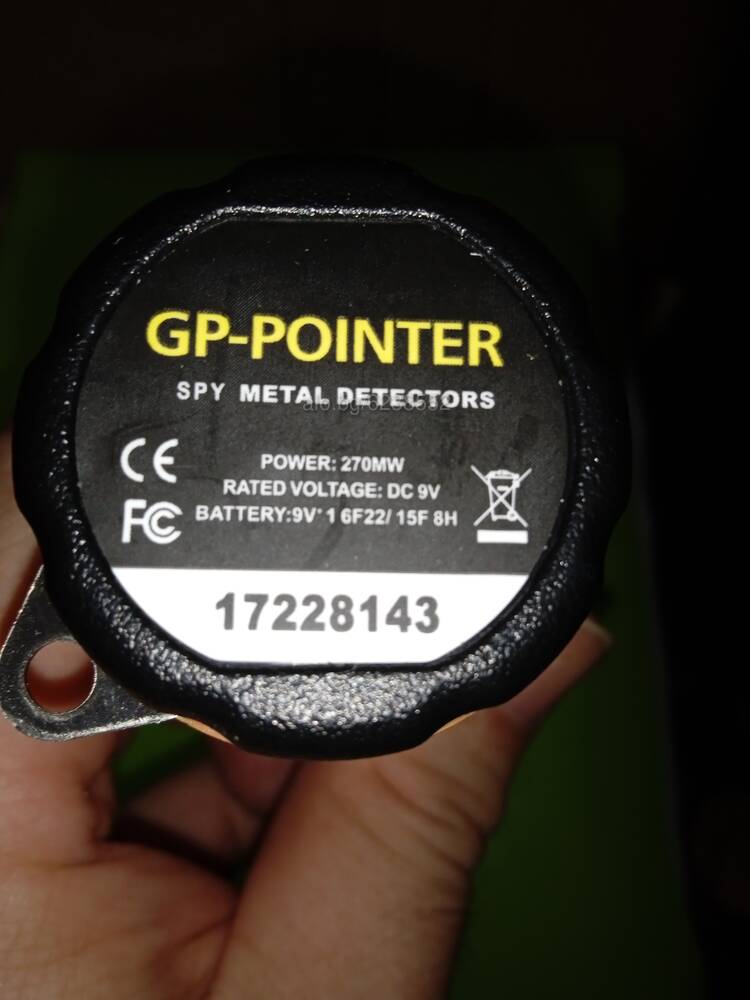 GP-POINTER
SPY METAL DETECTORS
CE
FC
POWER: 270MW
RATED VOLTAGE: DC 9V
BATTERY:9V*1 6F22/ 15F 8H
17228143